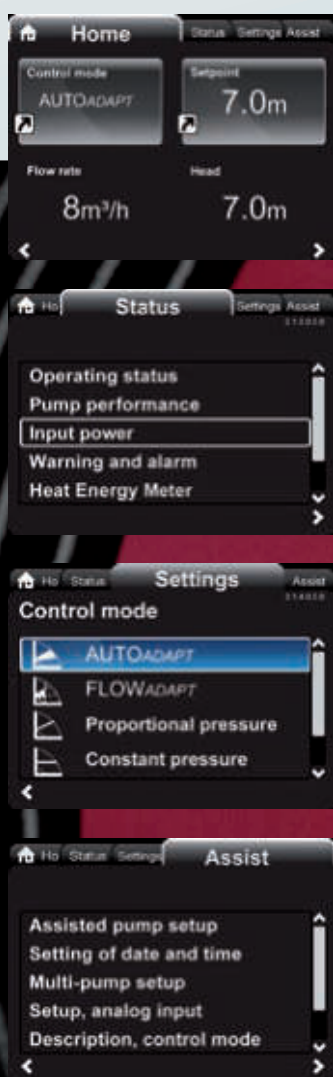 Home Status Settings Assist
Control mode Setpoint
AUTOADAPT 7.0m
Flow rate Head
8m³/h 7.0m
Ho Status Settings Assist
Operating status
Pump performance
Input power
Warning and alarm
Heat Energy Meter
Ho Status Settings Assist
Control mode
AUTOADAPT
FLOWADAPT
Proportional pressure
Constant pressure
Ho Status Settings Assist
Assisted pump setup
Setting of date and time
Multi-pump setup
Setup, analog input
Description, control mode